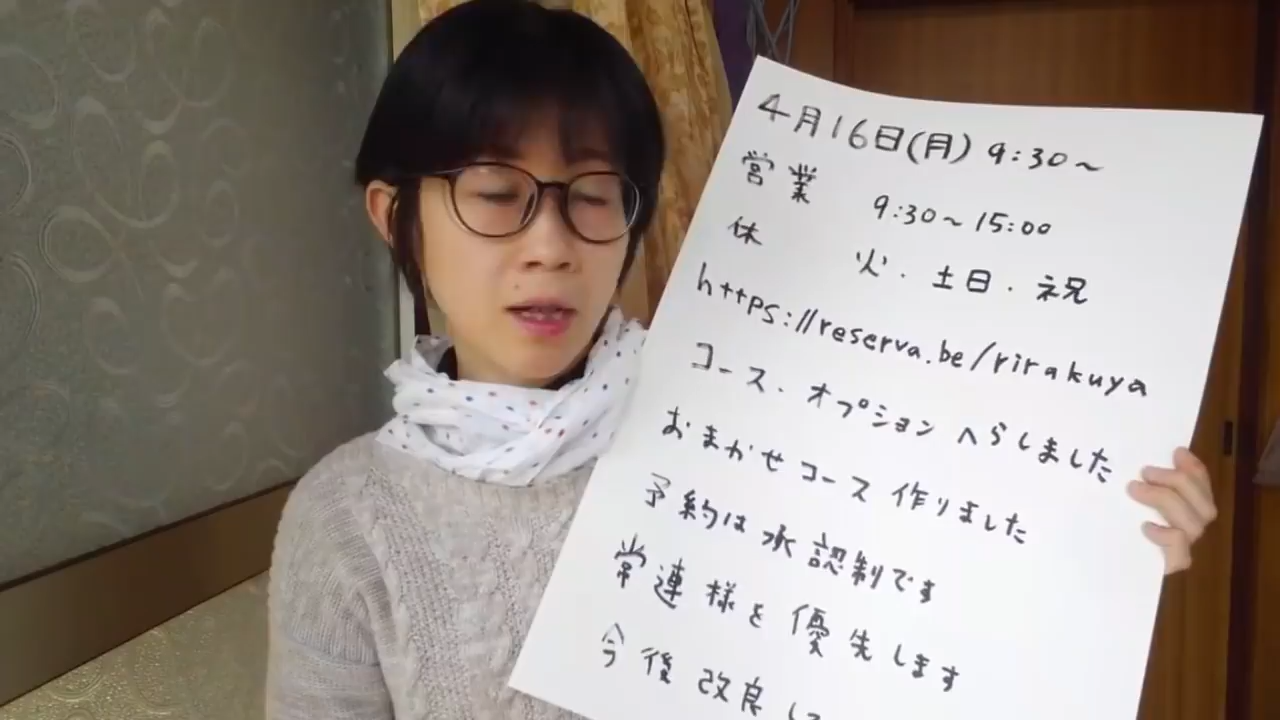 4月16日(月) 9:30~
営業 9:30~15:00
休 火.土日.祝
https://reserva.be/rirakuya
コース.オプションへらしました
おまかせコース作りました
予約は承認制です
常連様を優先します
今後改良し